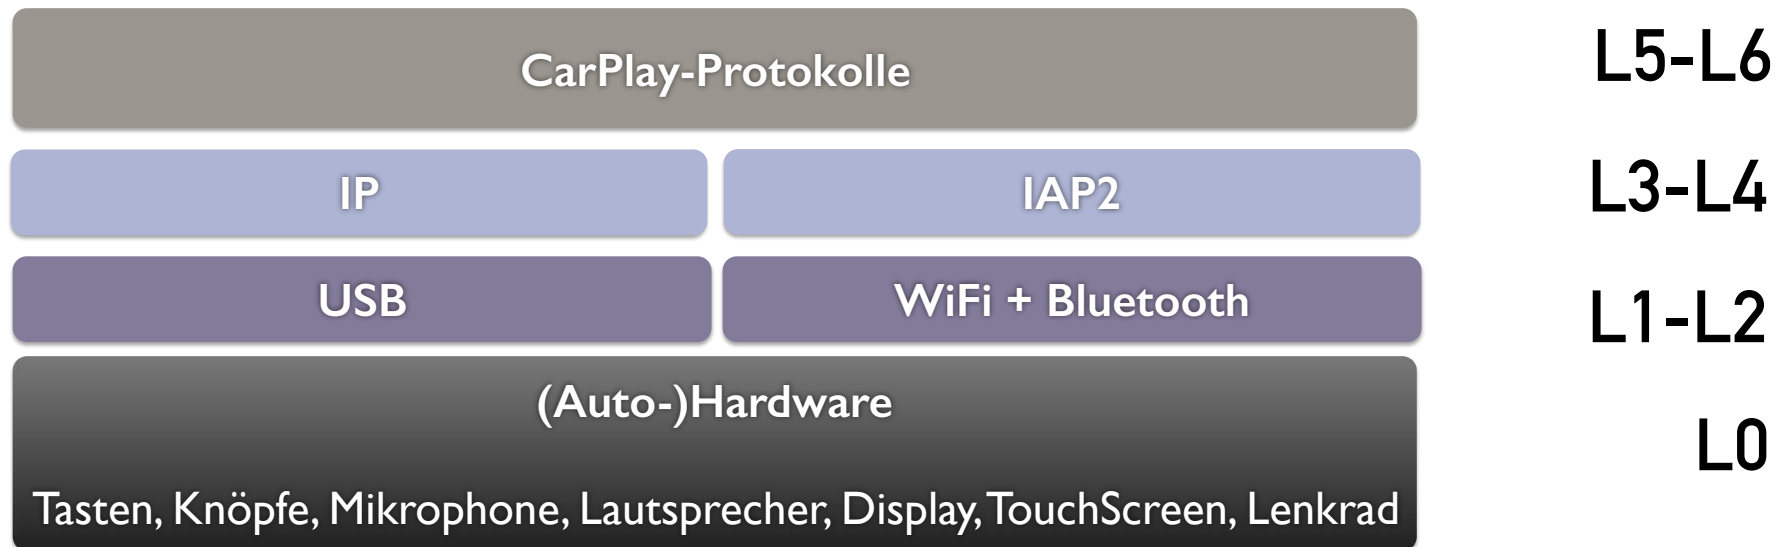 CarPlay-Protokolle
L5-L6
IP
IAP2
L3-L4
USB
WiFi + Bluetooth
L1-L2
(Auto-)Hardware
L0
Tasten, Knöpfe, Mikrophone, Lautsprecher, Display, TouchScreen, Lenkrad